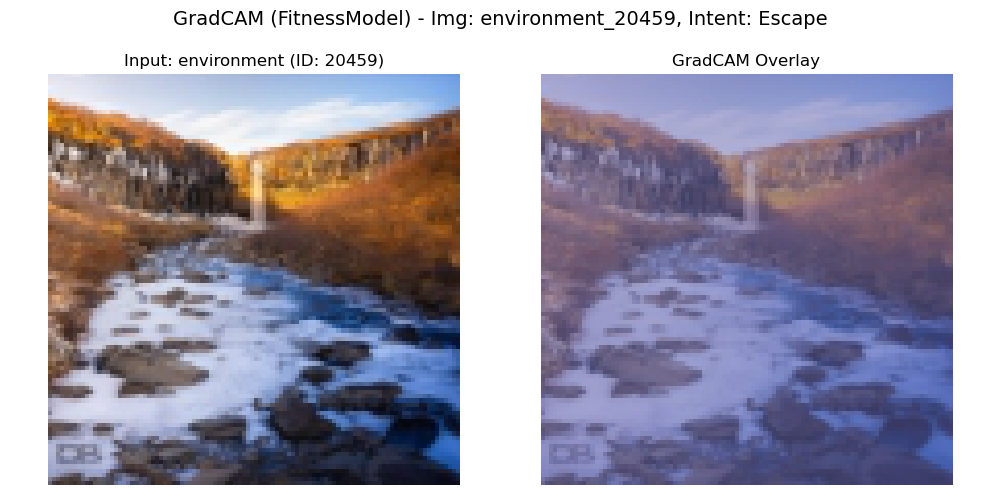 GradCAM (FitnessModel) - Img: environment_20459, Intent: Escape
Input: environment (ID: 20459)
GradCAM Overlay